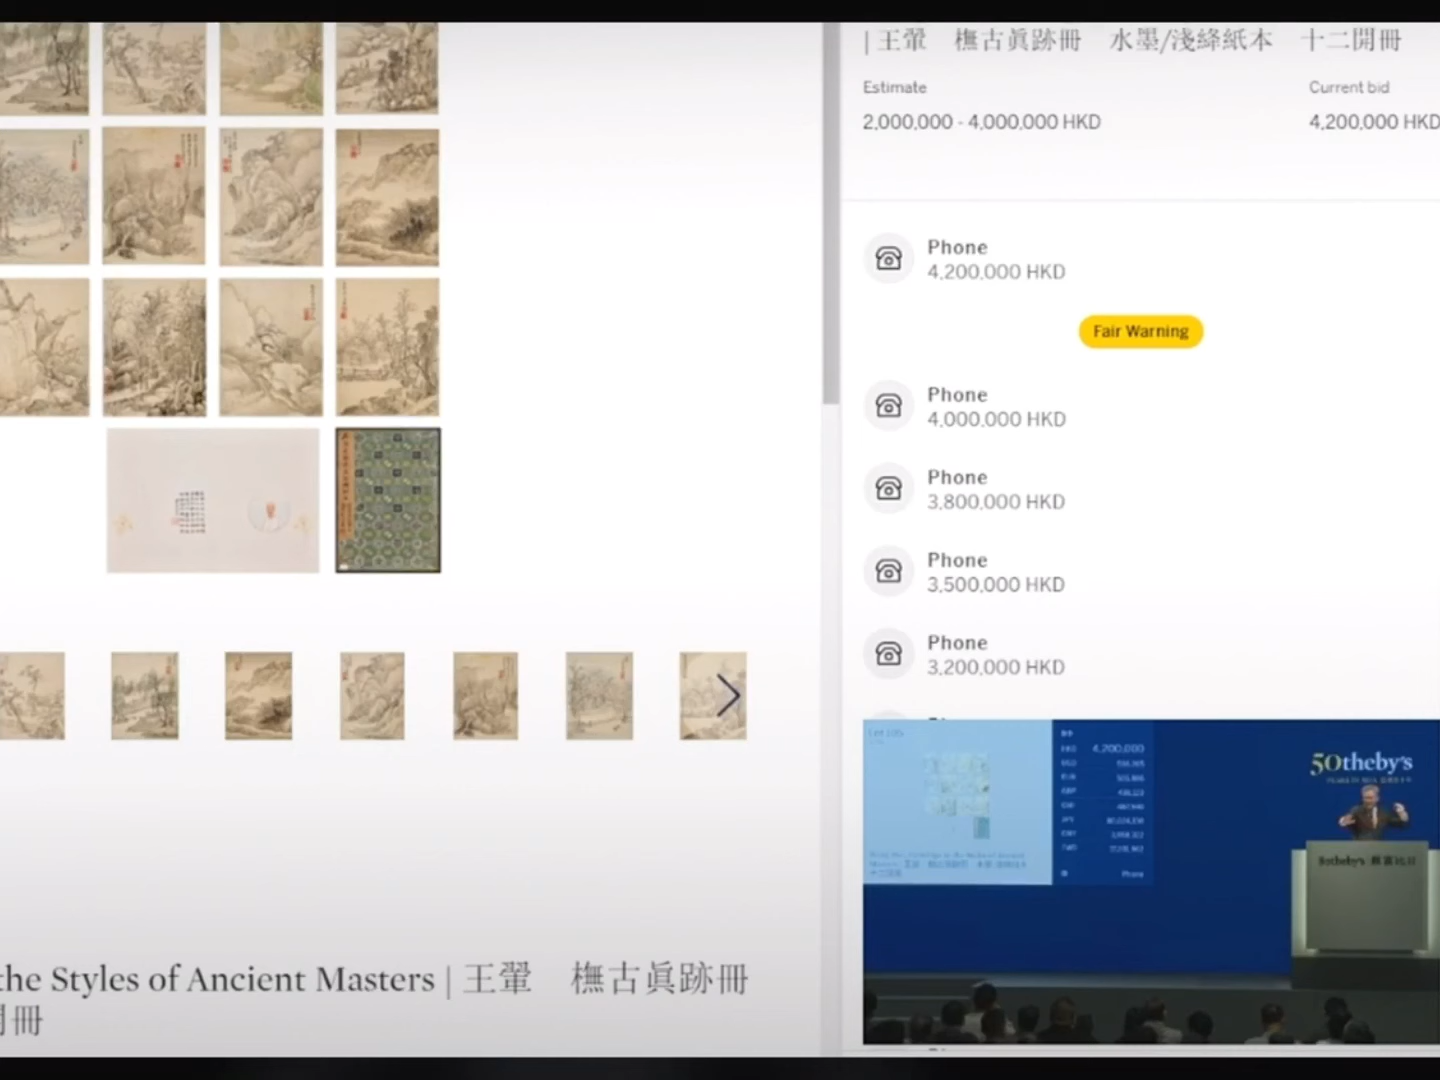 | 王翬 橅古眞跡冊 水墨/淺絳紙本 十二開冊
Estimate
Current bid
2,000,000 - 4,000,000 HKD
4,200,000 HKD
Phone
4,200,000 HKD
Fair Warning
Phone
4,000,000 HKD
Phone
3,800,000 HKD
Phone
3,500,000 HKD
Phone
3,200,000 HKD
4,200,000
Phone
50theby's
Sotheby's
the Styles of Ancient Masters | 王翬 橅古眞跡冊
開冊